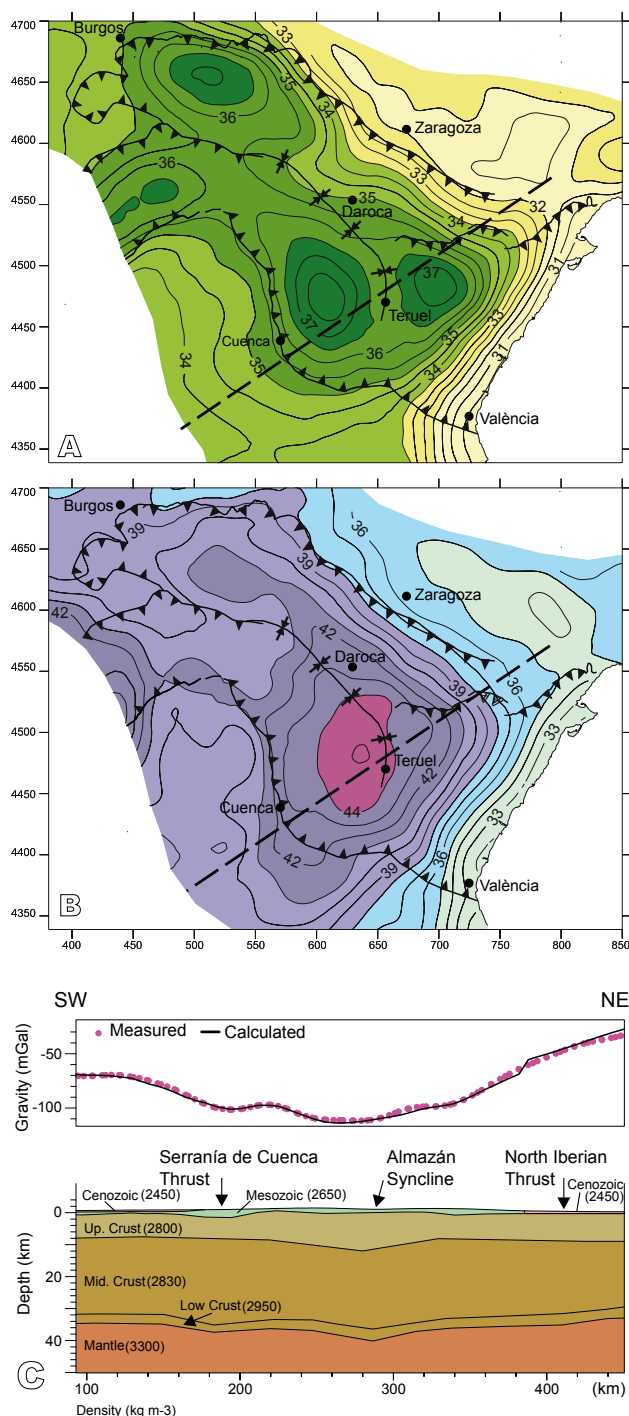 4700
4650
4600
4550
4500
4450
4400
4350
Burgos
33
35
34
36
Zaragoza
33
36
35
Daroca
34
32
37
31
Teruel
37
33
Cuenca
36
35
35
34
34
31
València
A
4700
4650
4600
4550
4500
4450
4400
4350
Burgos
39
36
39
Zaragoza
42
42
Daroca
39
36
33
Teruel
42
Cuenca
44
33
42
39
36
València
B
400
450
500
550
600
650
700
750
800
850
SW
NE
Measured
Calculated
Gravity (mGal)
-50
-100
Serranía de Cuenca
Thrust
Almazán
Syncline
North Iberian
Thrust
Cenozoic (2450)
Mesozoic (2650)
Cenozoic
(2450)
Up. Crust (2800)
Mid. Crust (2830)
Low Crust (2950)
Mantle (3300)
Depth (km)
0
20
40
C
100
200
300
400
(km)
Density (kg m-3)